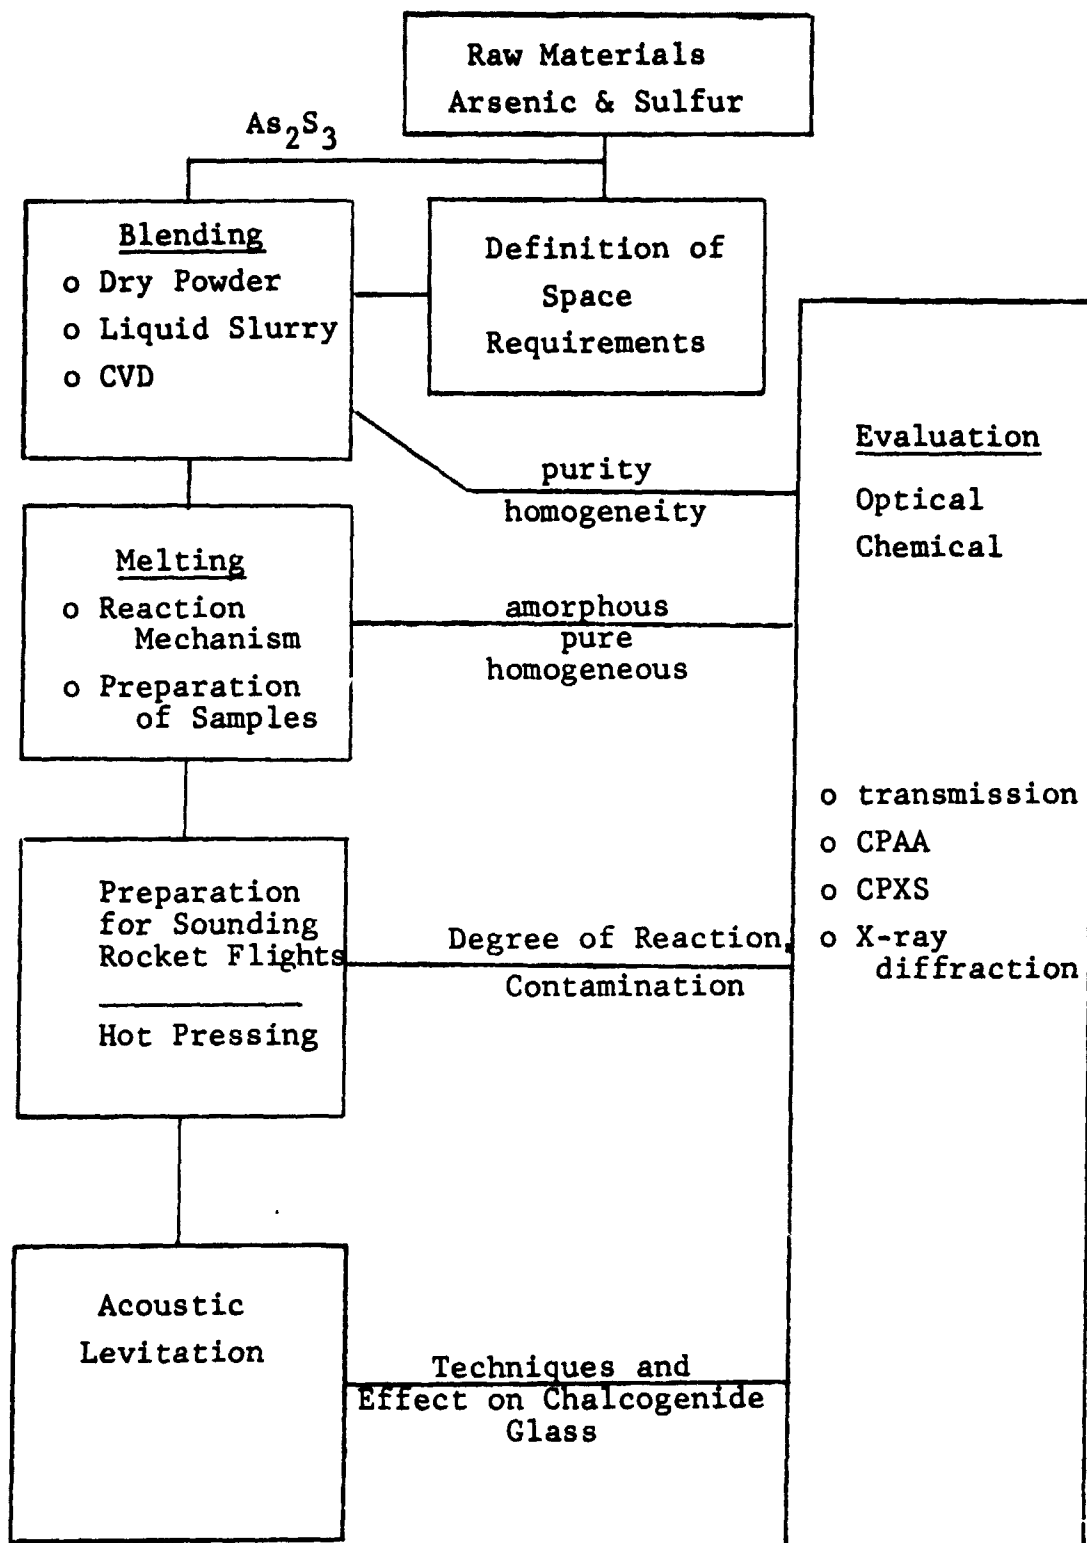 Raw Materials
Arsenic & Sulfur
As2S3
Blending
o Dry Powder
o Liquid Slurry
o CVD
Definition of
Space
Requirements
purity
homogeneity
Melting
o Reaction
Mechanism
o Preparation
of Samples
amorphous
pure
homogeneous
Preparation
for Sounding
Rocket Flights
Hot Pressing
Degree of Reaction,
Contamination
Acoustic
Levitation
Techniques and
Effect on Chalcogenide
Glass
Evaluation
Optical
Chemical
o transmission
o CPAA
o CPXS
o X-ray
diffraction